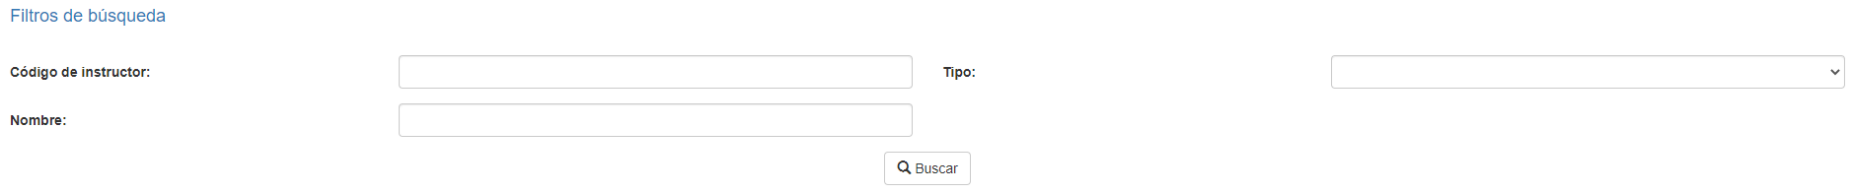 Filtros de búsqueda
Código de instructor:
Tipo:
Nombre:
Buscar